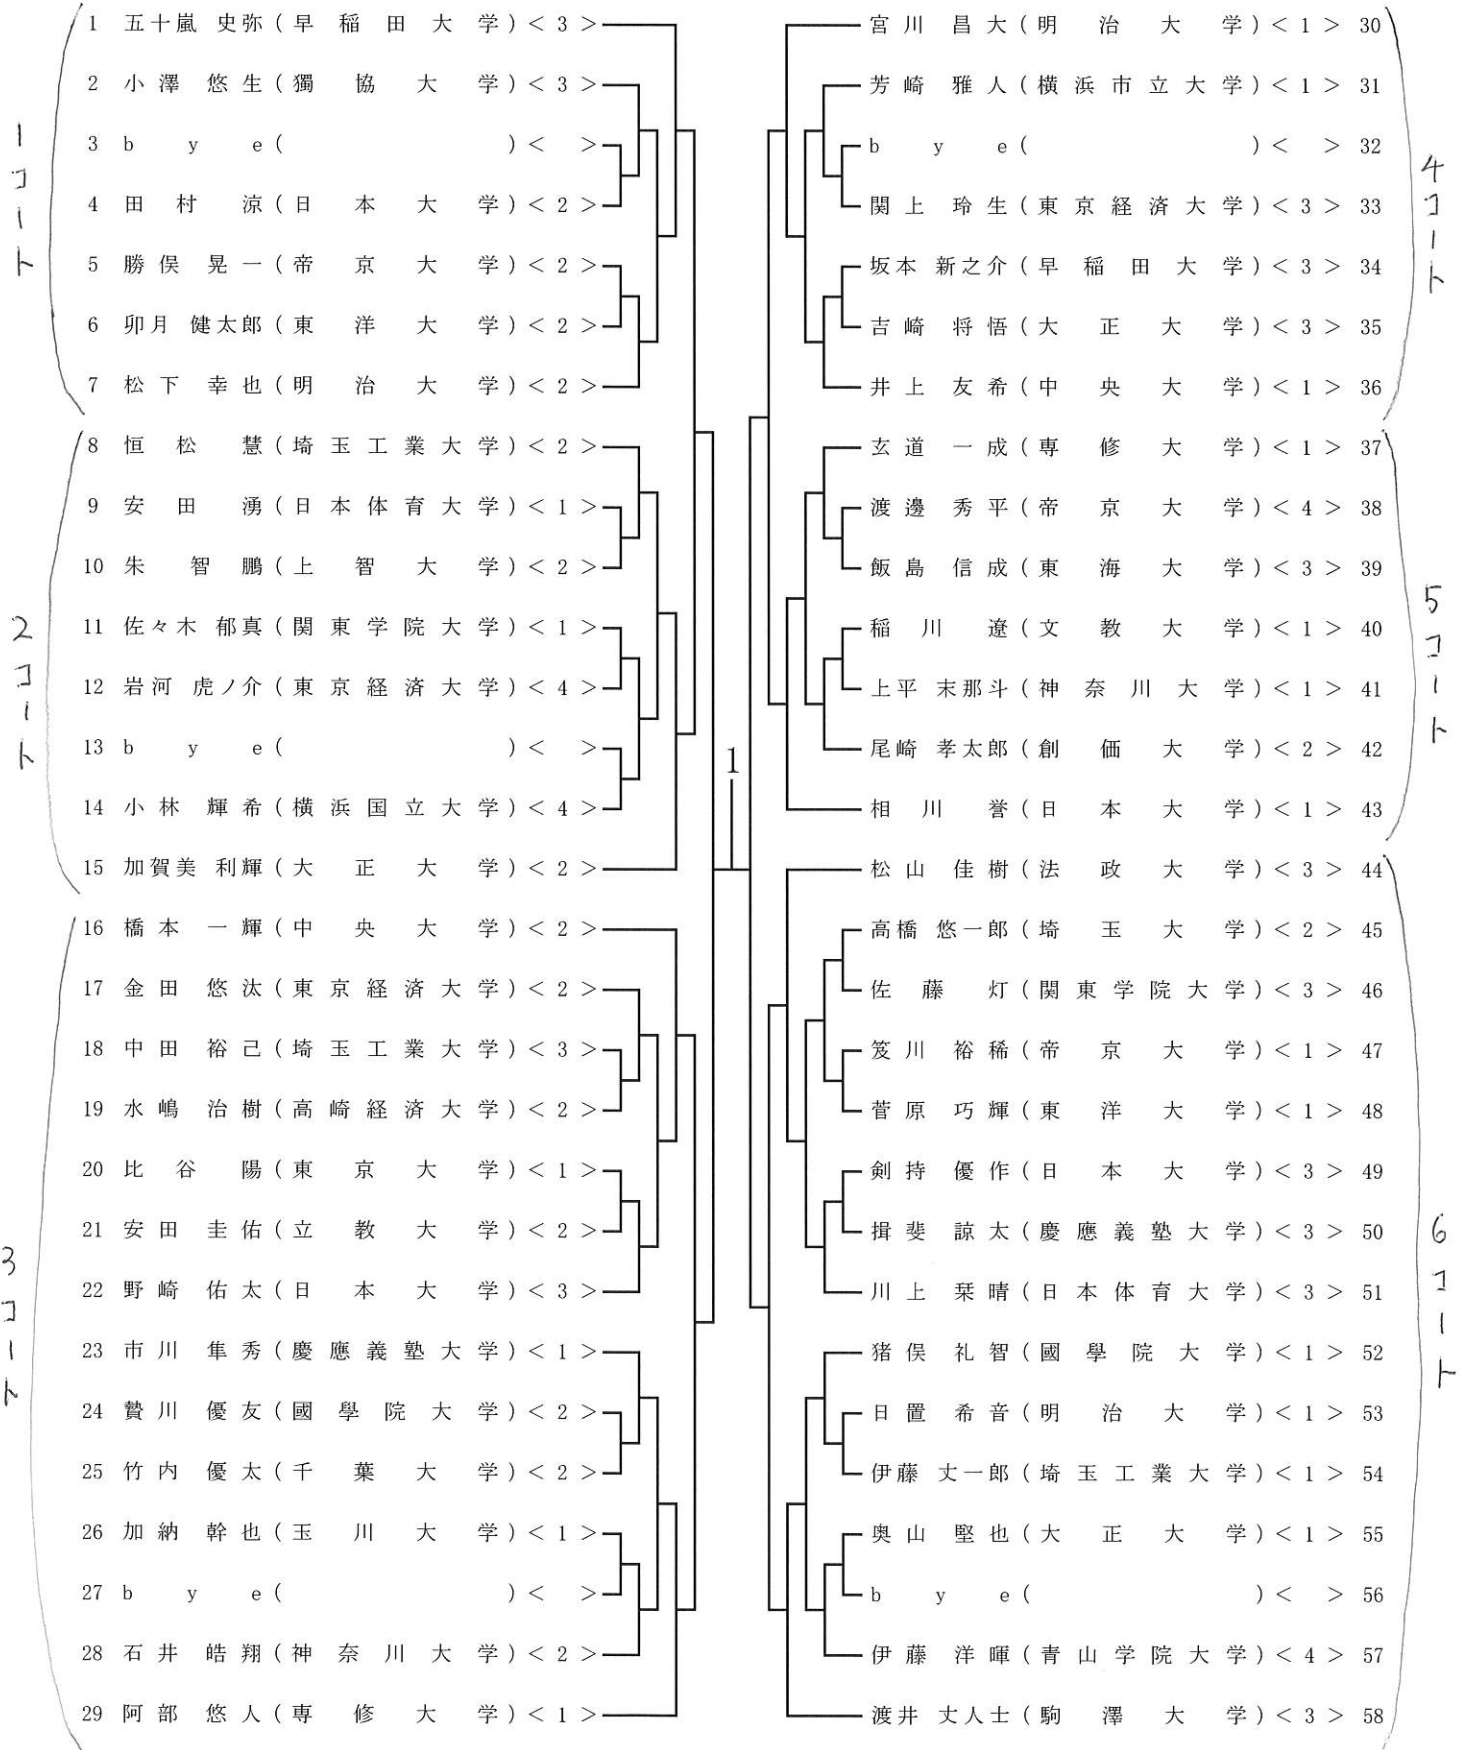 1コート
1 五十嵐 史弥 (早稲田大学) < 3 >
2 小澤 悠生 (獨協大学) < 3 >
3 bye ( ) < >
4 田村 涼 (日本大学) < 2 >
5 勝俣 晃一 (帝京大学) < 2 >
6 卯月 健太郎 (東洋大学) < 2 >
7 松下 幸也 (明治大学) < 2 >
2コート
8 恒松 慧 (埼玉工業大学) < 2 >
9 安田 湧 (日本体育大学) < 1 >
10 朱 智鵬 (上智大学) < 2 >
11 佐々木 郁真 (関東学院大学) < 1 >
12 岩河 虎ノ介 (東京経済大学) < 4 >
13 bye ( ) < >
14 小林 輝希 (横浜国立大学) < 4 >
15 加賀美 利輝 (大正大学) < 2 >
3コート
16 橋本 一輝 (中央大学) < 2 >
17 金田 悠汰 (東京経済大学) < 2 >
18 中田 裕己 (埼玉工業大学) < 3 >
19 水嶋 治樹 (高崎経済大学) < 2 >
20 比谷 陽 (東京大学) < 1 >
21 安田 圭佑 (立教大学) < 2 >
22 野崎 佑太 (日本大学) < 3 >
23 市川 隼秀 (慶應義塾大学) < 1 >
24 贄川 優友 (國學院大学) < 2 >
25 竹内 優太 (千葉大学) < 2 >
26 加納 幹也 (玉川大学) < 1 >
27 bye ( ) < >
28 石井 皓翔 (神奈川大学) < 2 >
29 阿部 悠人 (専修大学) < 1 >
1
4コート
宮川 昌大 (明治大学) < 1 > 30
芳崎 雅人 (横浜市立大学) < 1 > 31
bye ( ) < > 32
関上 玲生 (東京経済大学) < 3 > 33
坂本 新之介 (早稲田大学) < 3 > 34
吉崎 将悟 (大正大学) < 3 > 35
井上 友希 (中央大学) < 1 > 36
5コート
玄道 一成 (専修大学) < 1 > 37
渡邊 秀平 (帝京大学) < 4 > 38
飯島 信成 (東海大学) < 3 > 39
稲川 遼 (文教大学) < 1 > 40
上平 末那斗 (神奈川大学) < 1 > 41
尾崎 孝太郎 (創価大学) < 2 > 42
相川 誉 (日本大学) < 1 > 43
6コート
松山 佳樹 (法政大学) < 3 > 44
高橋 悠一郎 (埼玉大学) < 2 > 45
佐藤 灯 (関東学院大学) < 3 > 46
笈川 裕稀 (帝京大学) < 1 > 47
菅原 巧輝 (東洋大学) < 1 > 48
剣持 優作 (日本大学) < 3 > 49
揖斐 諒太 (慶應義塾大学) < 3 > 50
川上 栞晴 (日本体育大学) < 3 > 51
猪俣 礼智 (國學院大学) < 1 > 52
日置 希音 (明治大学) < 1 > 53
伊藤 丈一郎 (埼玉工業大学) < 1 > 54
奥山 堅也 (大正大学) < 1 > 55
bye ( ) < > 56
伊藤 洋暉 (青山学院大学) < 4 > 57
渡井 丈人士 (駒澤大学) < 3 > 58